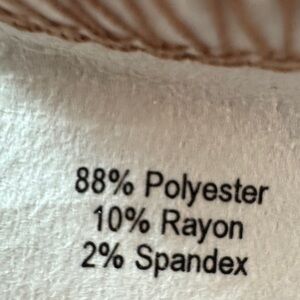 88% Polyester
10% Rayon
2% Spandex